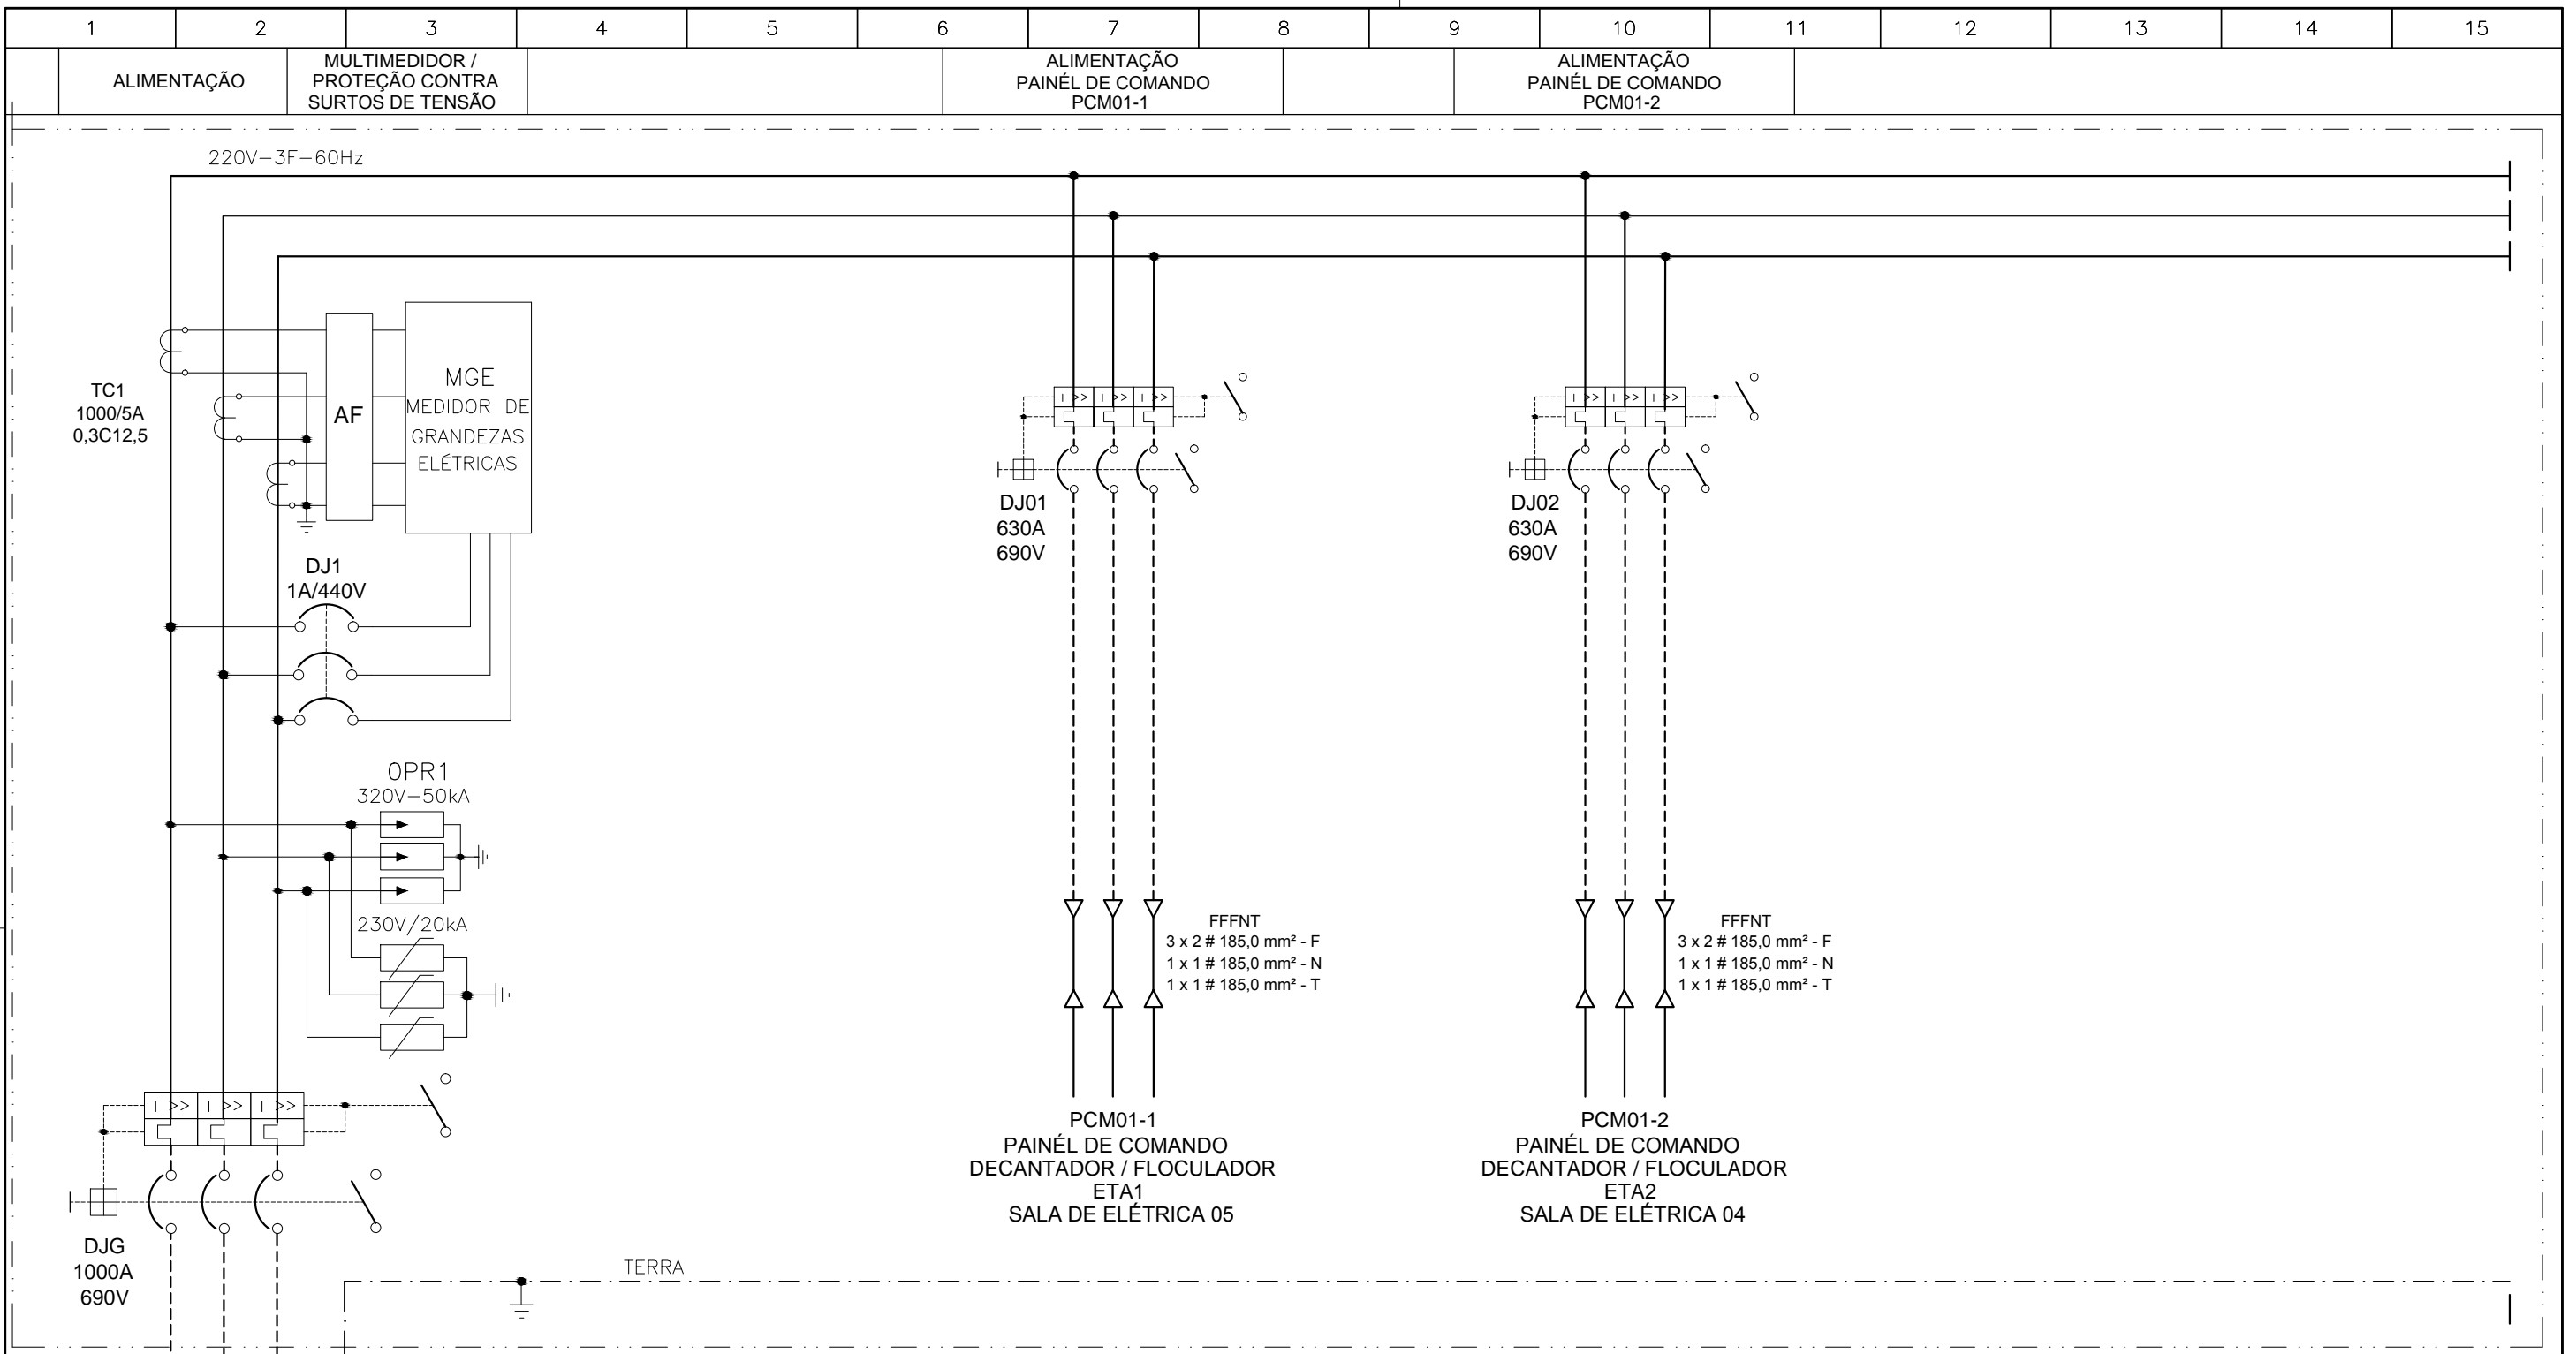 1 2 3 4 5 6 7 8 9 10 11 12 13 14 15
ALIMENTAÇÃO
MULTIMEDIDOR /
PROTEÇÃO CONTRA
SURTOS DE TENSÃO
ALIMENTAÇÃO
PAINÉL DE COMANDO
PCM01-1
ALIMENTAÇÃO
PAINÉL DE COMANDO
PCM01-2
220V-3F-60Hz
TC1
1000/5A
0,3C12,5
AF
MGE
MEDIDOR DE
GRANDEZAS
ELÉTRICAS
DJ1
1A/440V
OPR1
320V-50kA
230V/20kA
I >> I >> I >>
DJG
1000A
690V
TERRA
I >> I >> I >>
DJ01
630A
690V
FFFNT
3 x 2 # 185,0 mm² - F
1 x 1 # 185,0 mm² - N
1 x 1 # 185,0 mm² - T
PCM01-1
PAINÉL DE COMANDO
DECANTADOR / FLOCULADOR
ETA1
SALA DE ELÉTRICA 05
I >> I >> I >>
DJ02
630A
690V
FFFNT
3 x 2 # 185,0 mm² - F
1 x 1 # 185,0 mm² - N
1 x 1 # 185,0 mm² - T
PCM01-2
PAINÉL DE COMANDO
DECANTADOR / FLOCULADOR
ETA2
SALA DE ELÉTRICA 04